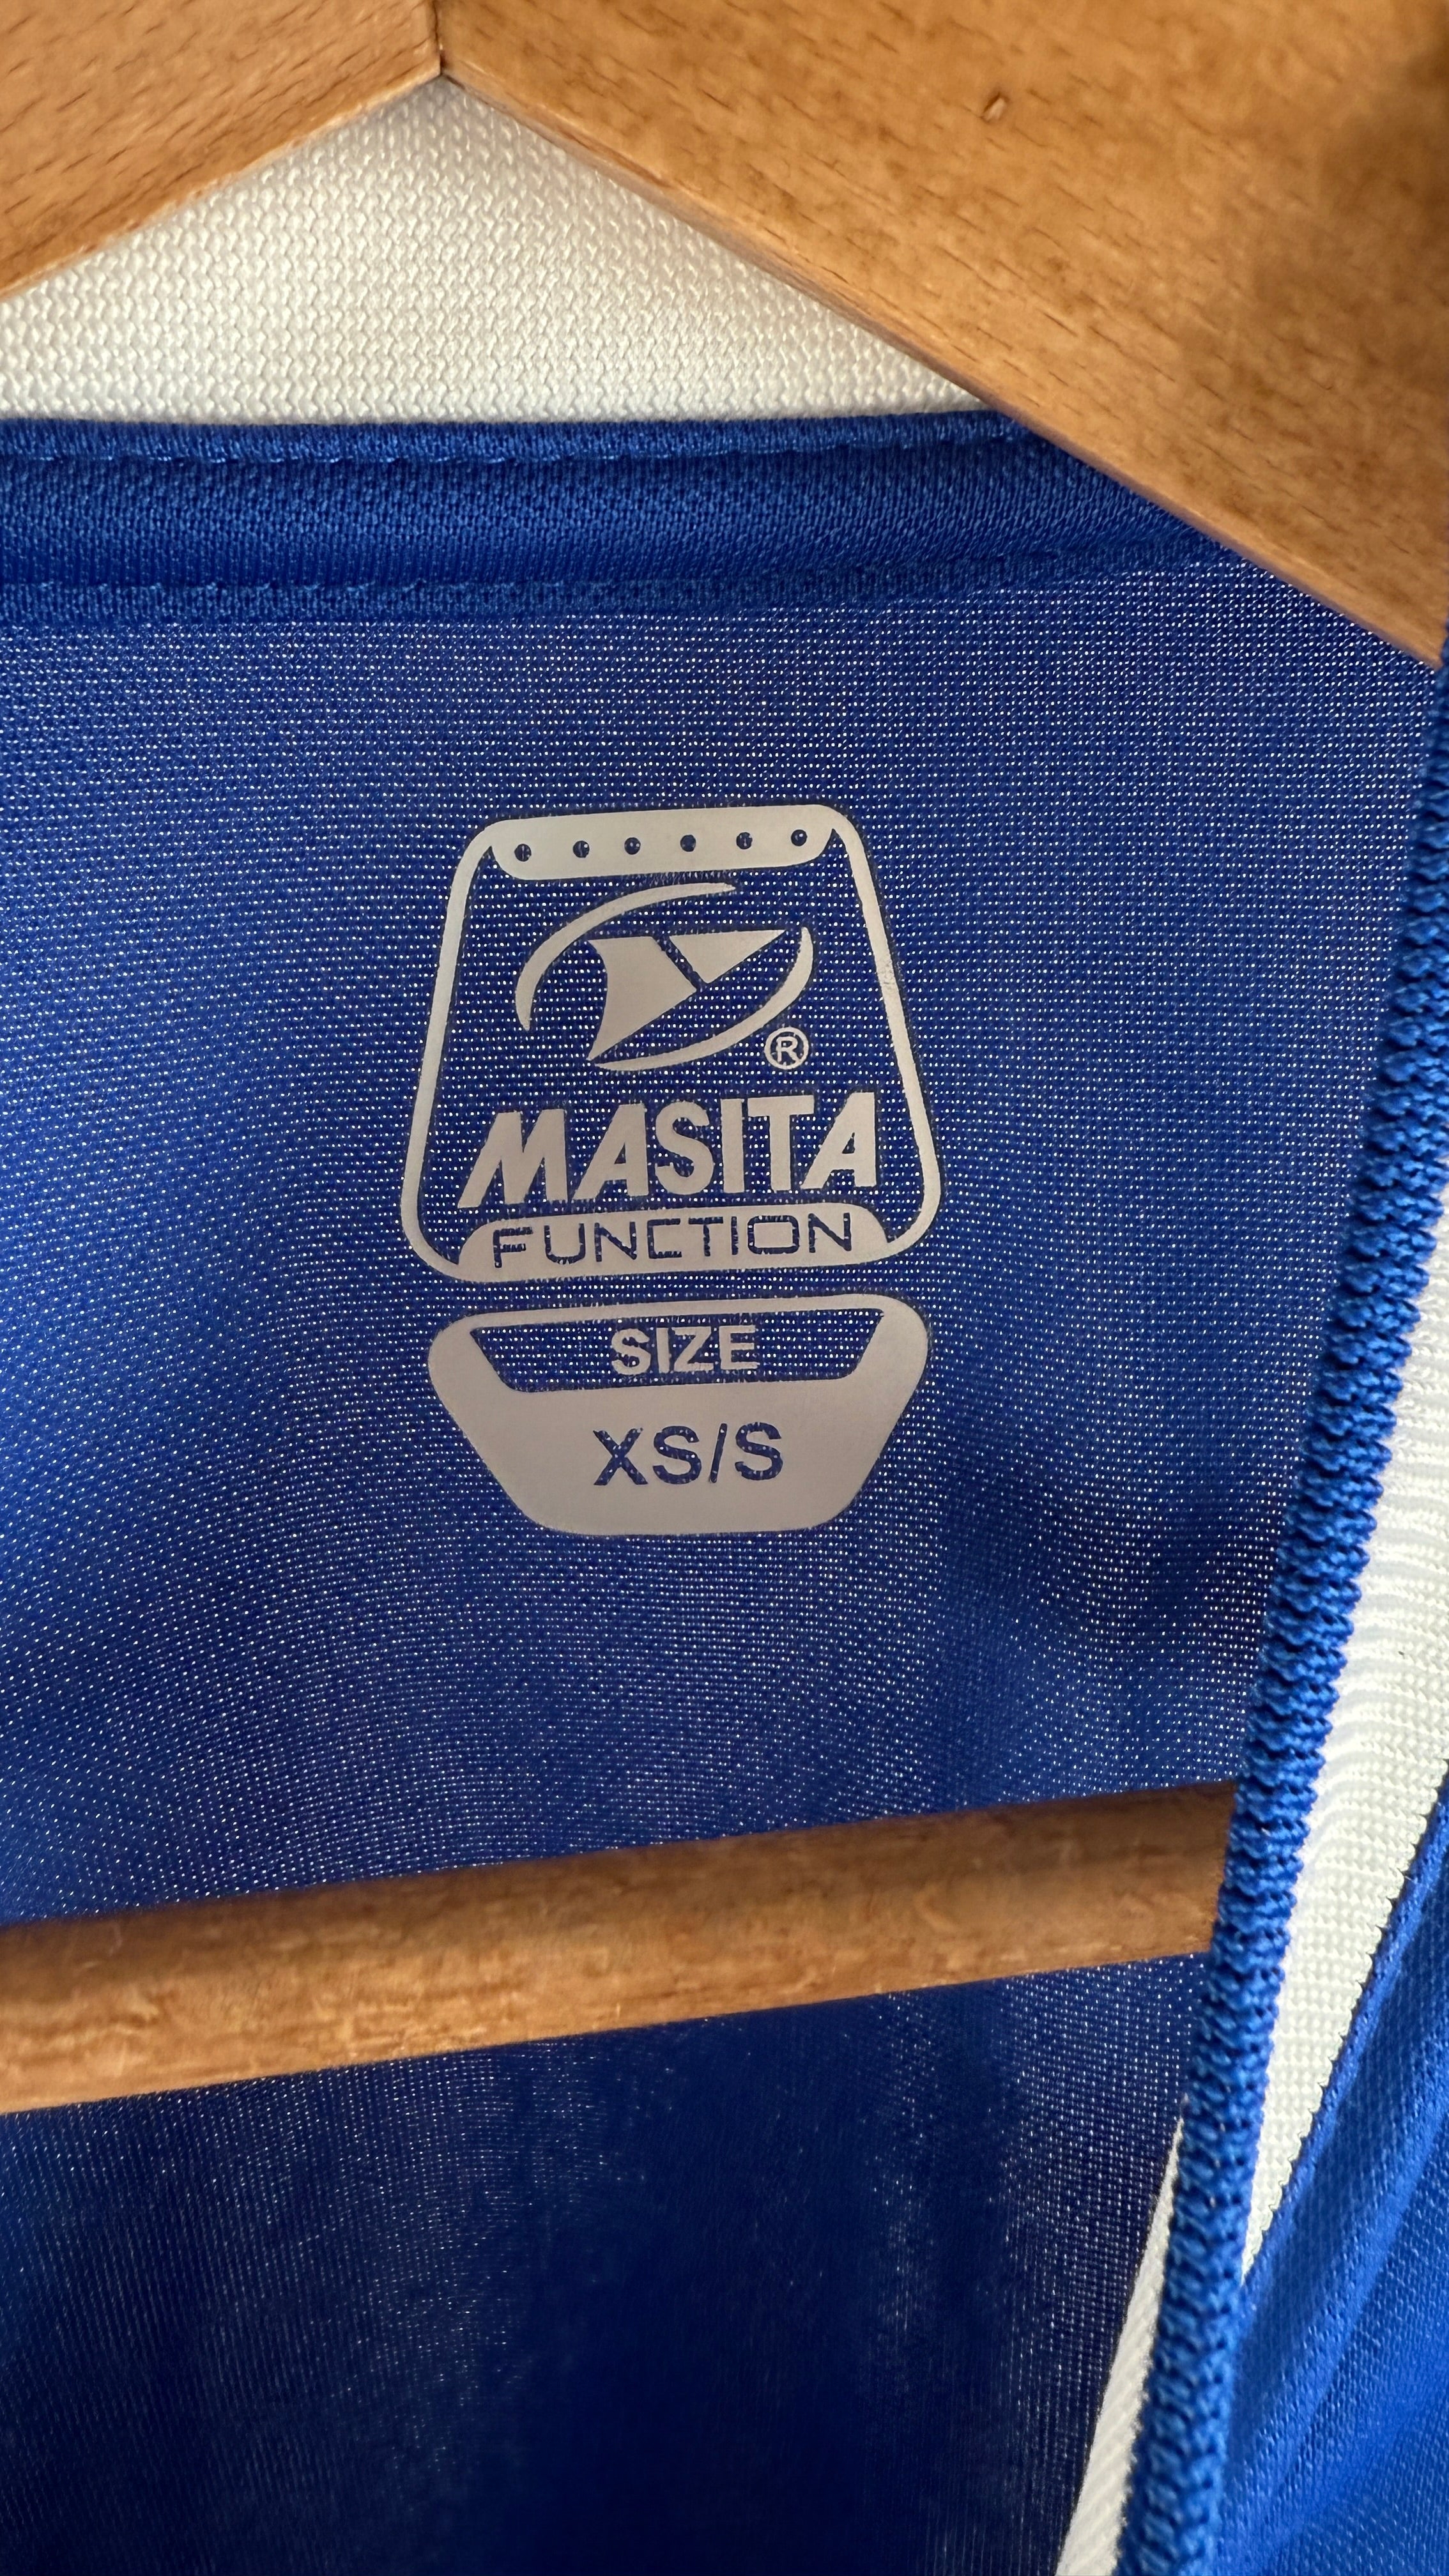 ®
MASITA
FUNCTION
SIZE
XS/S